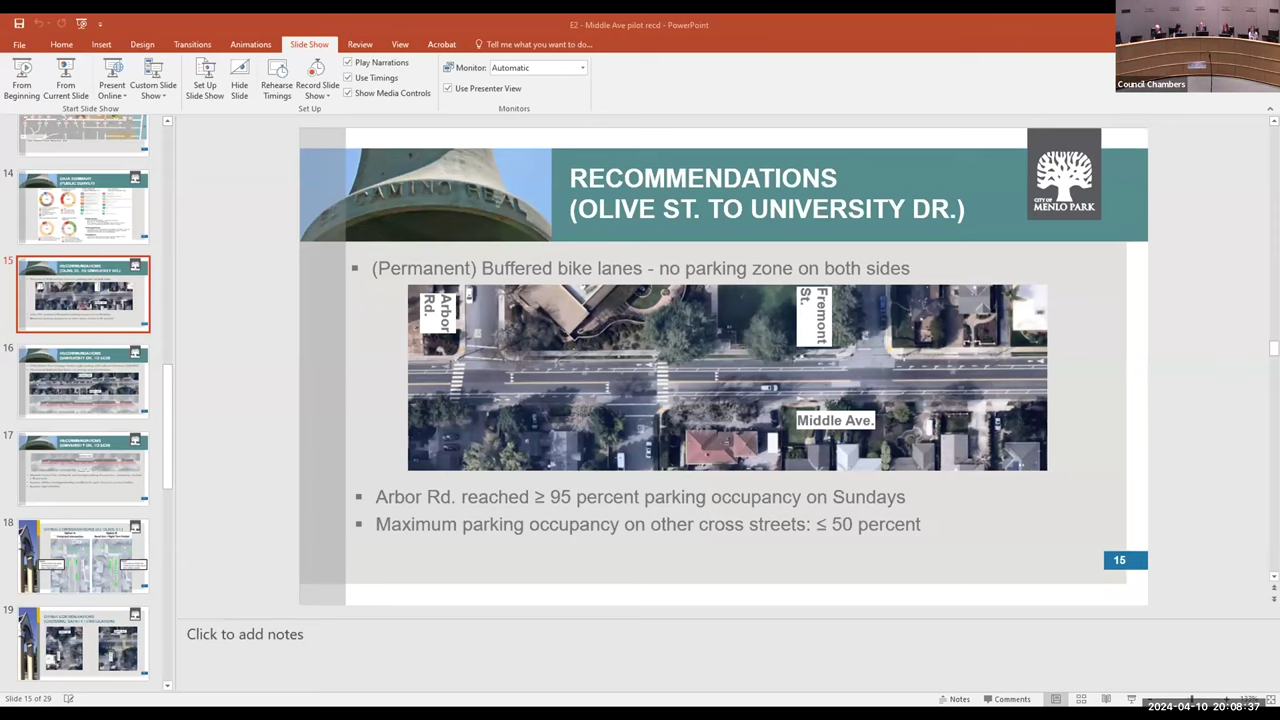 E2 - Middle Ave pilot recd - PowerPoint
File Home Insert Design Transitions Animations Slide Show Review View Acrobat Tell me what you want to do...
From Beginning
From Current Slide
Present Online
Custom Slide Show
Start Slide Show
Set Up Slide Show
Hide Slide
Rehearse Timings
Record Slide Show
Play Narrations
Use Timings
Show Media Controls
Set Up
Monitor: Automatic
Use Presenter View
Monitors
Council Chambers
14
15
16
17
18
19
RECOMMENDATIONS
(OLIVE ST. TO UNIVERSITY DR.)
CITY OF
MENLO PARK
(Permanent) Buffered bike lanes - no parking zone on both sides
Arbor Rd.
Fremont St.
Middle Ave.
Arbor Rd. reached ≥ 95 percent parking occupancy on Sundays
Maximum parking occupancy on other cross streets: ≤ 50 percent
15
Click to add notes
Slide 15 of 29
Notes Comments
2024-04-10 20:08:37